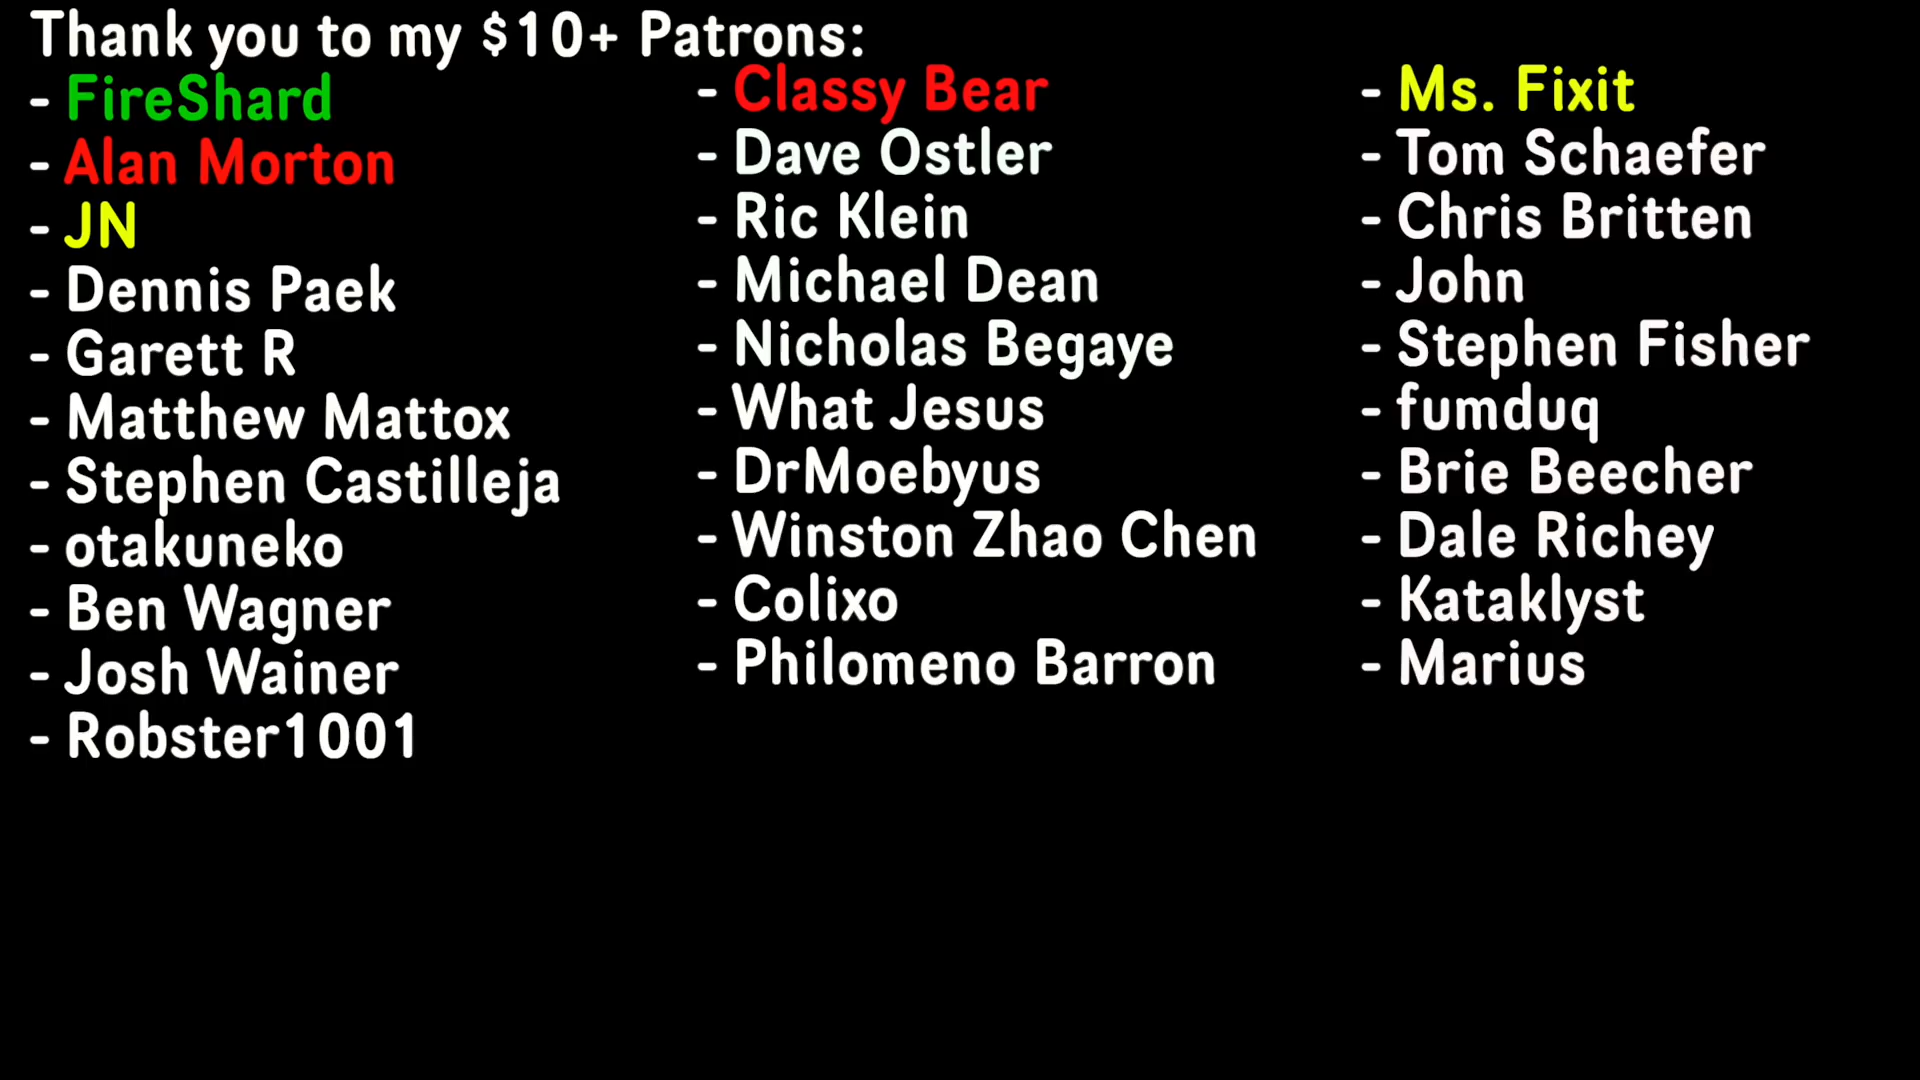 Thank you to my $10+ Patrons:
- FireShard
- Alan Morton
- JN
- Dennis Paek
- Garett R
- Matthew Mattox
- Stephen Castilleja
- otakuneko
- Ben Wagner
- Josh Wainer
- Robster1001
- Classy Bear
- Dave Ostler
- Ric Klein
- Michael Dean
- Nicholas Begaye
- What Jesus
- DrMoebyus
- Winston Zhao Chen
- Colixo
- Philomeno Barron
- Ms. Fixit
- Tom Schaefer
- Chris Britten
- John
- Stephen Fisher
- fumduq
- Brie Beecher
- Dale Richey
- Kataklyst
- Marius